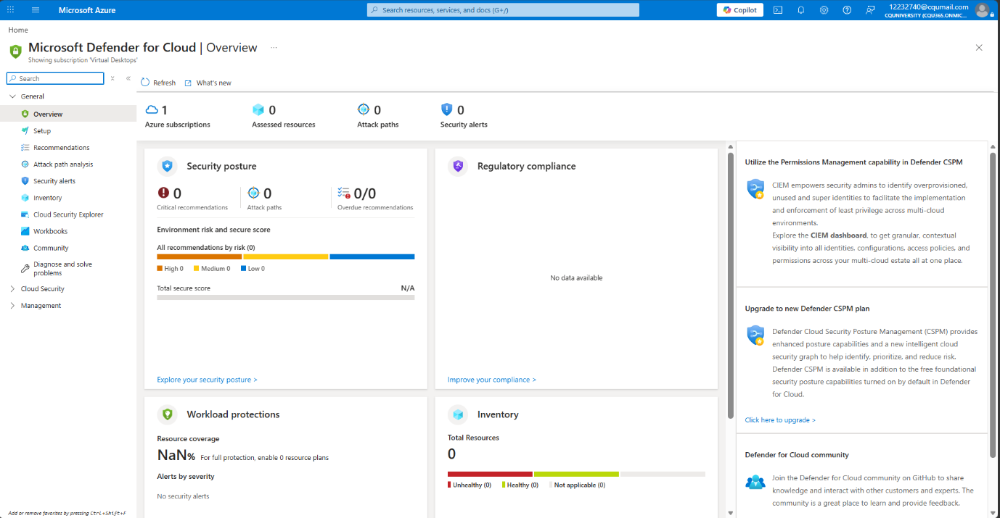 Microsoft Azure
Search resources, services, and docs (G+/)
Copilot
12232740@cqumail.com
CQUNIVERSITY (CQU365.ONMIC...
Home
Microsoft Defender for Cloud | Overview ...
Showing subscription 'Virtual Desktops'
Search
Refresh
What's new
General
Overview
Setup
Recommendations
Attack path analysis
Security alerts
Inventory
Cloud Security Explorer
Workbooks
Community
Diagnose and solve
problems
Cloud Security
Management
Add or remove favorites by pressing Ctrl+Shift+F
1
Azure subscriptions
0
Assessed resources
0
Attack paths
0
Security alerts
Security posture
0
Critical recommendations
0
Attack paths
0/0
Overdue recommendations
Environment risk and secure score
All recommendations by risk (0)
High 0 Medium 0 Low 0
Total secure score N/A
Explore your security posture >
Regulatory compliance
No data available
Improve your compliance >
Workload protections
Resource coverage
NaN% For full protection, enable 0 resource plans
Alerts by severity
No security alerts
Inventory
Total Resources
0
Unhealthy (0) Healthy (0) Not applicable (0)
Utilize the Permissions Management capability in Defender CSPM
CIEM empowers security admins to identify overprovisioned,
unused and super identities to facilitate the implementation
and enforcement of least privilege across multi-cloud
environments.
Explore the CIEM dashboard, to get granular, contextual
visibility into all identities, configurations, access policies, and
permissions across your multi-cloud estate all at one place.
Upgrade to new Defender CSPM plan
Defender Cloud Security Posture Management (CSPM) provides
enhanced posture capabilities and a new intelligent cloud
security graph to help identify, prioritize, and reduce risk.
Defender CSPM is available in addition to the free foundational
security posture capabilities turned on by default in Defender
for Cloud.
Click here to upgrade >
Defender for Cloud community
Join the Defender for Cloud community on GitHub to share
knowledge and interact with other customers and experts. The
community is a great place to learn and provide feedback.